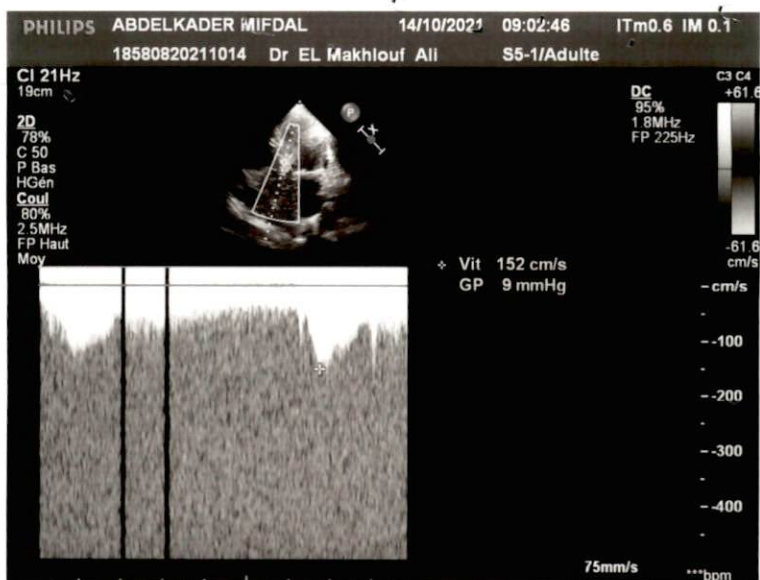 PHILIPS ABDELKADER MIFDAL 14/10/2021 09:02:46 ITm0.6 IM 0.1
18580820211014 Dr EL Makhlouf Ali S5-1/Adulte
CI 21Hz
19cm
2D
78%
C 50
P Bas
HGén
Coul
80%
2.5MHz
FP Haut
Moy
P
X
DC
95%
1.8MHz
FP 225Hz
C3 C4
+61.6
-61.6
cm/s
Vit 152 cm/s
GP 9 mmHg
cm/s
-100
-200
-300
-400
75mm/s
***bpm